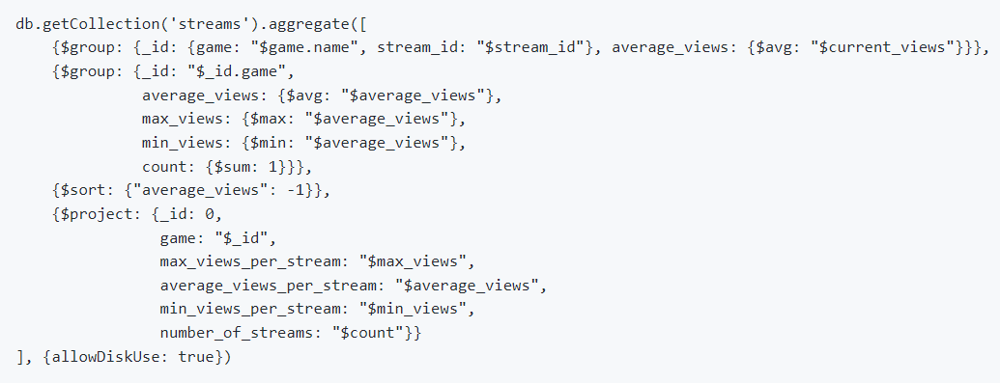 db.getCollection('streams').aggregate([
    {$group: {_id: {game: "$game.name", stream_id: "$stream_id"}, average_views: {$avg: "$current_views"}}},
    {$group: {_id: "$_id.game",
              average_views: {$avg: "$average_views"},
              max_views: {$max: "$average_views"},
              min_views: {$min: "$average_views"},
              count: {$sum: 1}}},
    {$sort: {"average_views": -1}},
    {$project: {_id: 0,
                game: "$_id",
                max_views_per_stream: "$max_views",
                average_views_per_stream: "$average_views",
                min_views_per_stream: "$min_views",
                number_of_streams: "$count"}}
], {allowDiskUse: true})